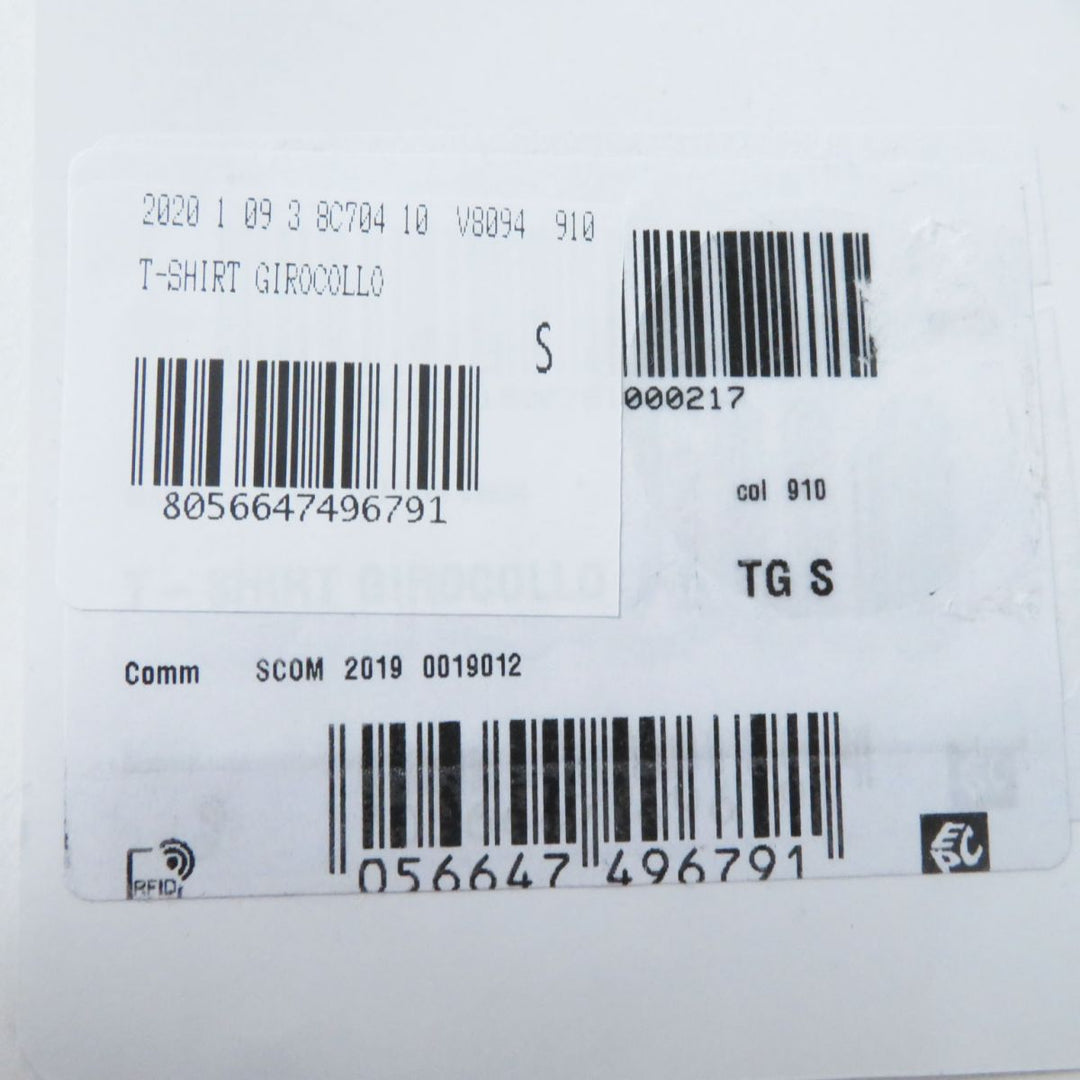 2020 1 09 3 8C704 10 V8094 910
T-SHIRT GIROCOLLO
S
8056647496791
000217
col 910
TG S
Comm SCOM 2019 0019012
056647 496791
RFID
EPC